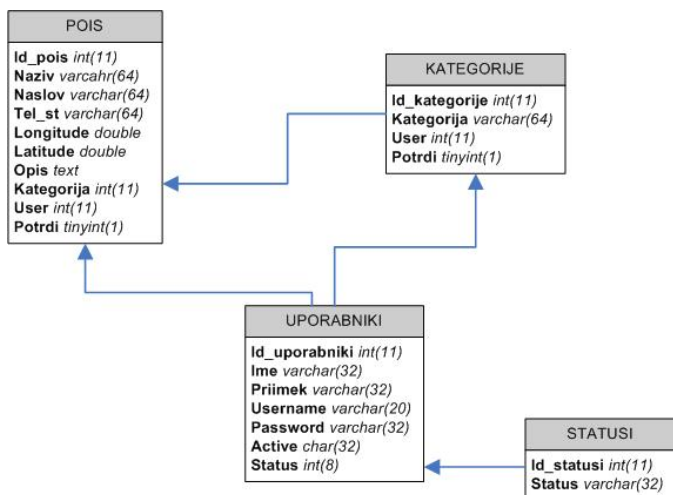 POIS
Id_pois int(11)
Naziv varcahr(64)
Naslov varchar(64)
Tel_st varchar(64)
Longitude double
Latitude double
Opis text
Kategorija int(11)
User int(11)
Potrdi tinyint(1)
KATEGORIJE
Id_kategorije int(11)
Kategorija varchar(64)
User int(11)
Potrdi tinyint(1)
UPORABNIKI
Id_uporabniki int(11)
Ime varchar(32)
Priimek varchar(32)
Username varchar(20)
Password varchar(32)
Active char(32)
Status int(8)
STATUSI
Id_statusi int(11)
Status varchar(32)